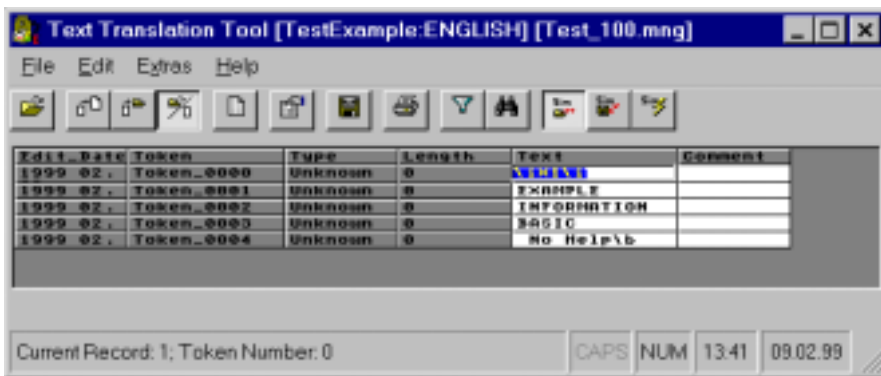 Text Translation Tool [TestExample:ENGLISH] [Test_100.mng]
File Edit Extras Help
Edit_Date Token Type Length Text Comment
1999 02. Token_0000 Unknown 0
1999 02. Token_0001 Unknown 0 EXAMPLE
1999 02. Token_0002 Unknown 0 INFORMATION
1999 02. Token_0003 Unknown 0 BASIC
1999 02. Token_0004 Unknown 0 No Help\b
Current Record: 1; Token Number: 0 CAPS NUM 13:41 09.02.99